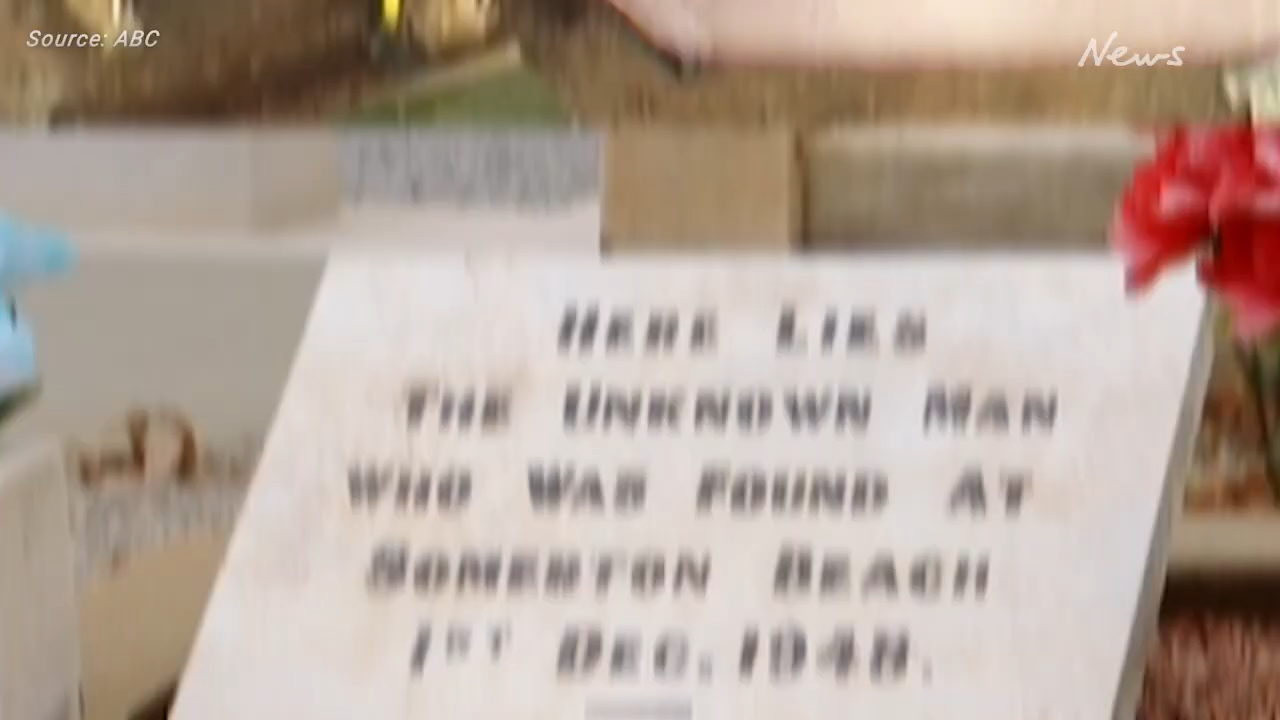 Source: ABC
News
HERE LIES
THE UNKNOWN MAN
WHO WAS FOUND AT
SOMERTON BEACH
1ST DEC. 1948.